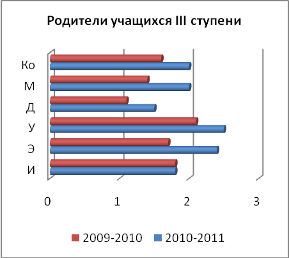 Родители учащихся III ступени
Ко
М
Д
У
Э
И
0 1 2 3
2009-2010 2010-2011